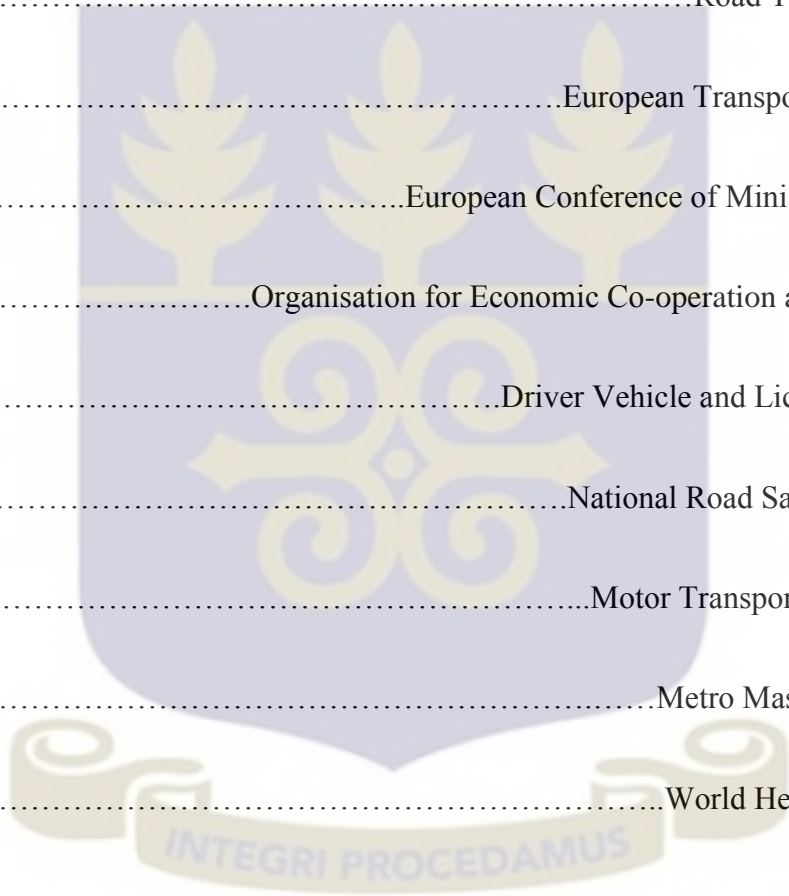 ……………………………...……………………………Road T
……………………………………………….European Transpo
………………………………..European Conference of Mini
………………….Organisation for Economic Co-operation a
………………………………………….Driver Vehicle and Lic
……………………………………………….National Road Sa
………………………………………………...Motor Transpor
……………………………………………………….……Metro Mas
………………………………………………………..World He
INTEGRI PROCEDAMUS